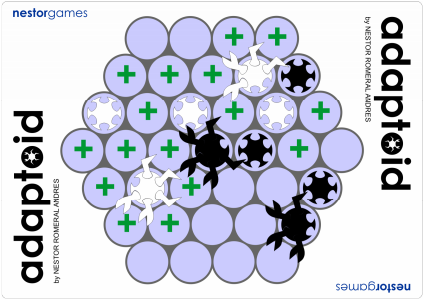 nestorgames
adaptoid
by NESTOR ROMERAL ANDRES
adaptoid
by NESTOR ROMERAL ANDRES
nestorgames